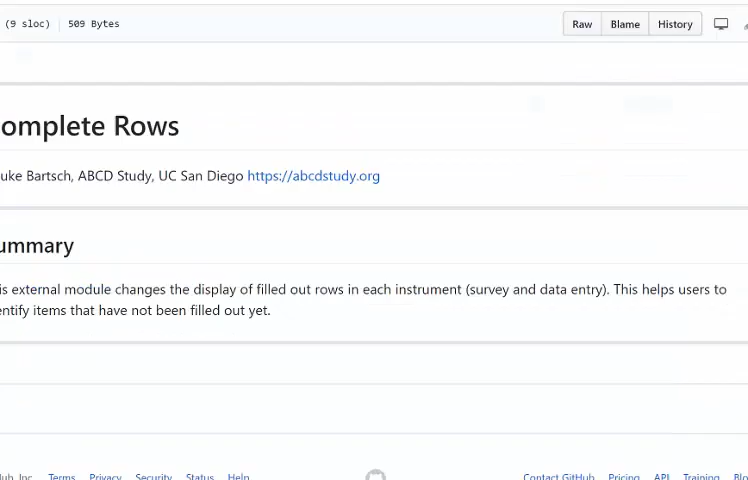 (9 sloc) 509 Bytes Raw Blame History
omplete Rows
uke Bartsch, ABCD Study, UC San Diego https://abcdstudy.org
ummary
is external module changes the display of filled out rows in each instrument (survey and data entry). This helps users to
entify items that have not been filled out yet.
ub, Inc. Terms Privacy Security Status Help Contact GitHub Pricing API Training Blo